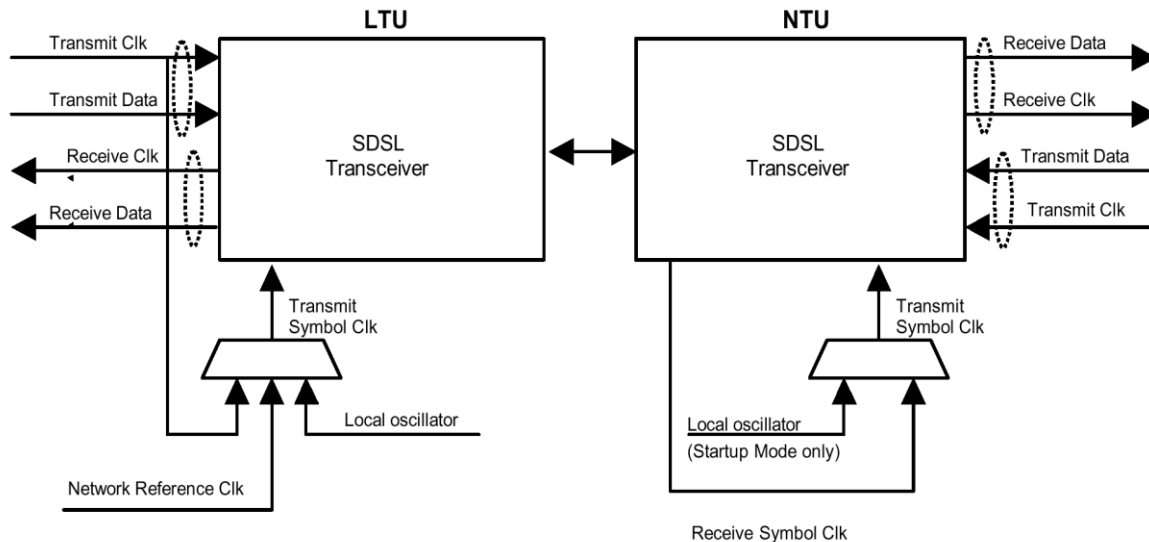 LTU
NTU
Transmit Clk
Transmit Data
Receive Clk
Receive Data
SDSL
Transceiver
SDSL
Transceiver
Receive Data
Receive Clk
Transmit Data
Transmit Clk
Transmit
Symbol Clk
Transmit
Symbol Clk
Local oscillator
Local oscillator
(Startup Mode only)
Network Reference Clk
Receive Symbol Clk